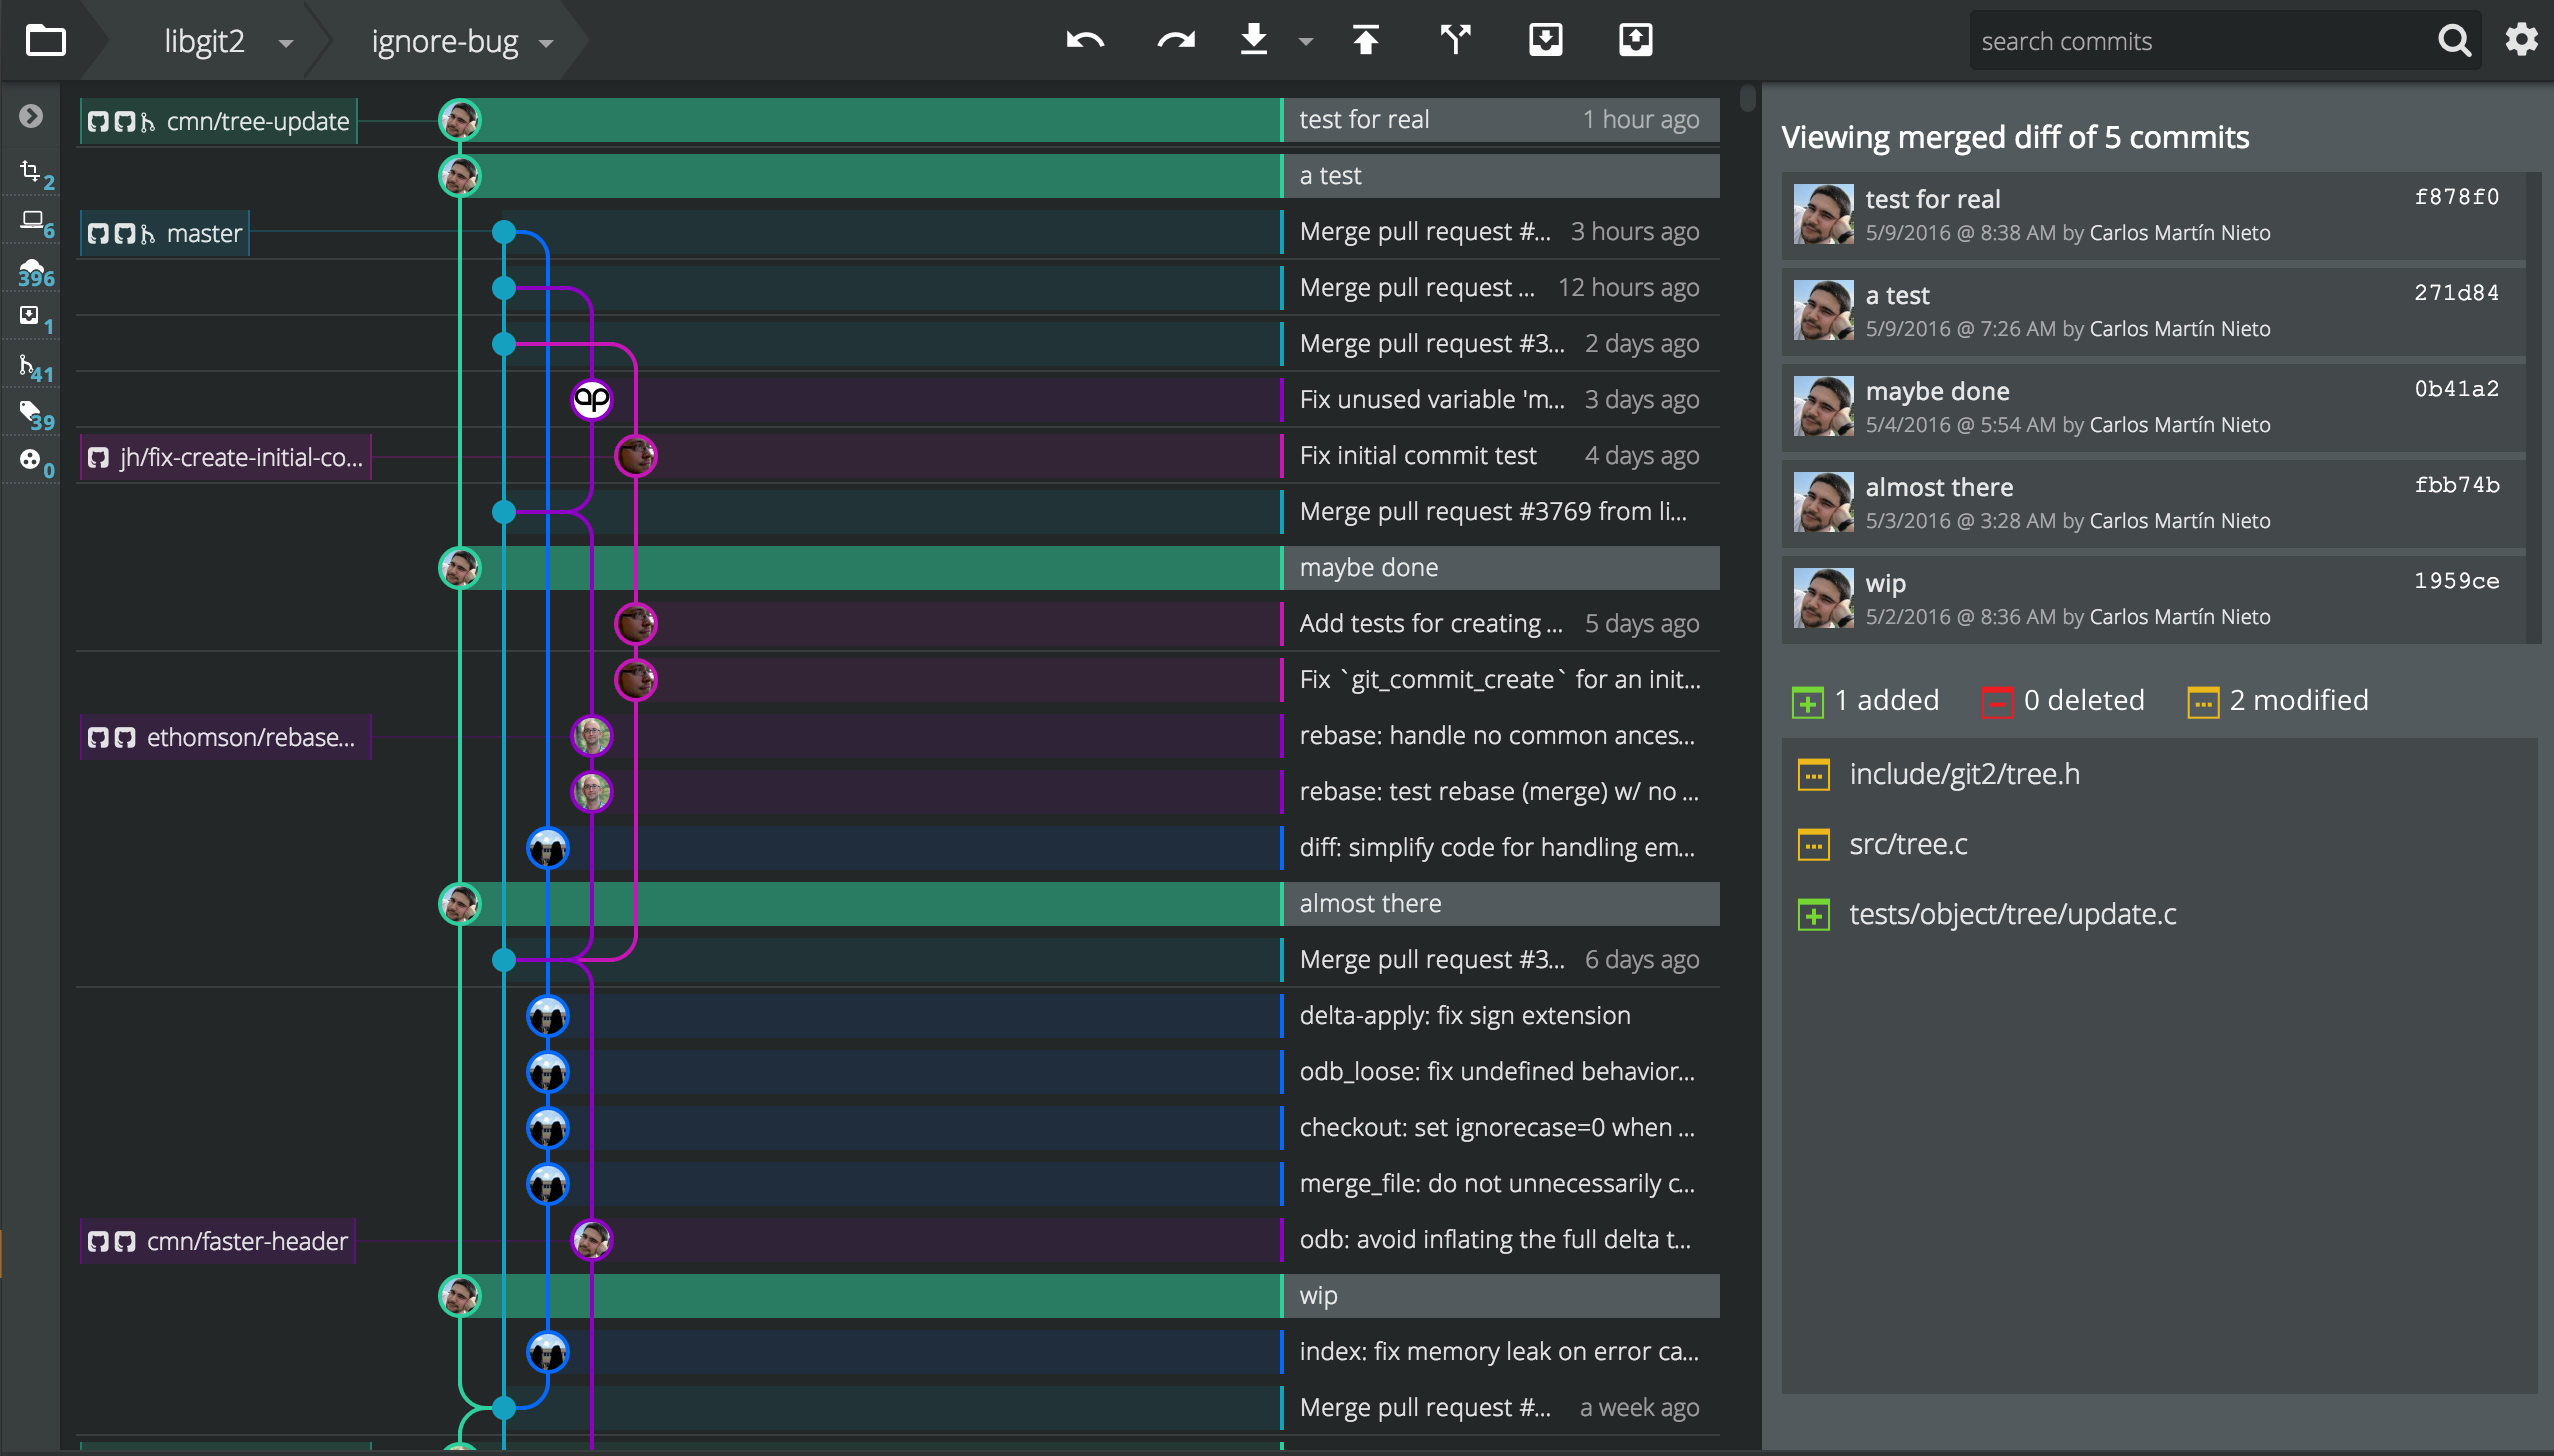 libgit2
ignore-bug
search commits
2
6
396
1
41
39
0
cmn/tree-update
test for real 1 hour ago
a test
master
Merge pull request #... 3 hours ago
Merge pull request ... 12 hours ago
Merge pull request #3... 2 days ago
ap
Fix unused variable 'm... 3 days ago
jh/fix-create-initial-co...
Fix initial commit test 4 days ago
Merge pull request #3769 from li...
maybe done
Add tests for creating ... 5 days ago
Fix `git_commit_create` for an init...
ethomson/rebase...
rebase: handle no common ances...
rebase: test rebase (merge) w/ no ...
diff: simplify code for handling em...
almost there
Merge pull request #3... 6 days ago
delta-apply: fix sign extension
odb_loose: fix undefined behavior...
checkout: set ignorecase=0 when ...
merge_file: do not unnecessarily c...
cmn/faster-header
odb: avoid inflating the full delta t...
wip
index: fix memory leak on error ca...
Merge pull request #... a week ago
Viewing merged diff of 5 commits
test for real f878f0
5/9/2016 @ 8:38 AM by Carlos Martín Nieto
a test 271d84
5/9/2016 @ 7:26 AM by Carlos Martín Nieto
maybe done 0b41a2
5/4/2016 @ 5:54 AM by Carlos Martín Nieto
almost there fbb74b
5/3/2016 @ 3:28 AM by Carlos Martín Nieto
wip 1959ce
5/2/2016 @ 8:36 AM by Carlos Martín Nieto
1 added 0 deleted 2 modified
include/git2/tree.h
src/tree.c
tests/object/tree/update.c